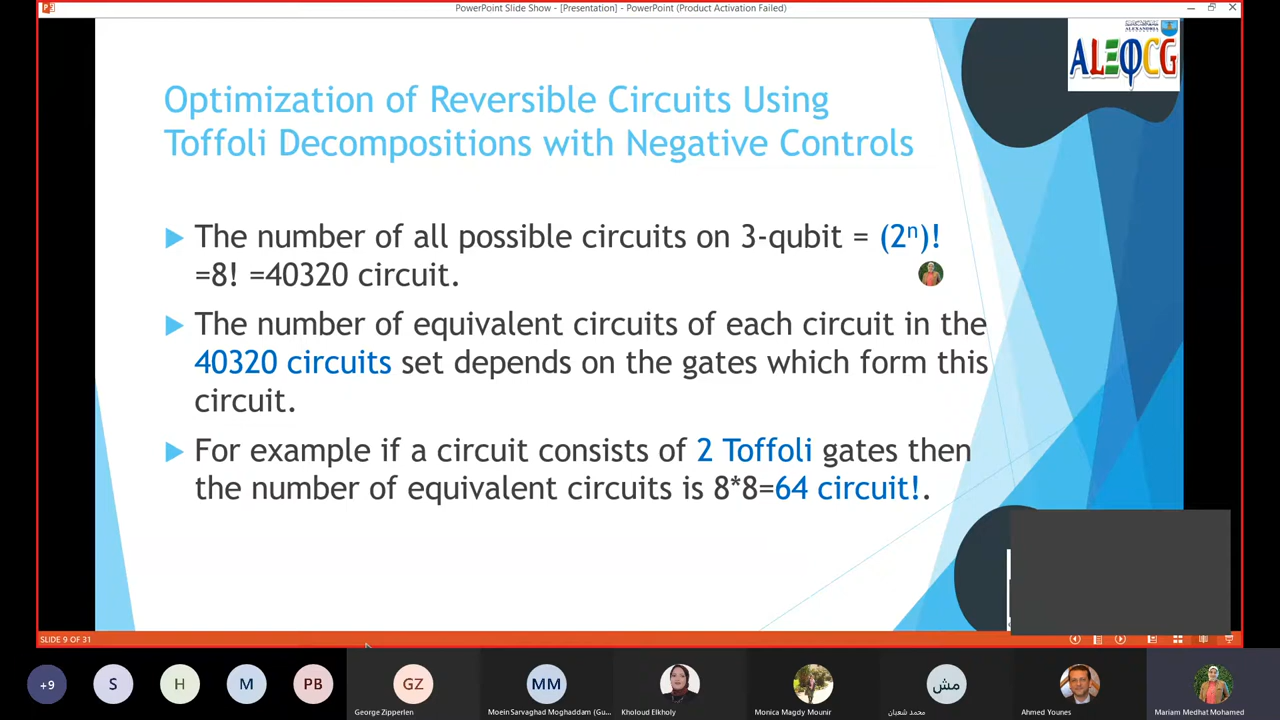 PowerPoint Slide Show - [Presentation] - PowerPoint (Product Activation Failed)
ALEΦCG
Optimization of Reversible Circuits Using
Toffoli Decompositions with Negative Controls
The number of all possible circuits on 3-qubit = (2ⁿ)!
=8! =40320 circuit.
The number of equivalent circuits of each circuit in the
40320 circuits set depends on the gates which form this
circuit.
For example if a circuit consists of 2 Toffoli gates then
the number of equivalent circuits is 8*8=64 circuit!.
SLIDE 9 OF 31
+9 S H M PB GZ MM مش
George Zipperlen Moein Sarvaghad Moghaddam (Gu... Kholoud Elkholy Monica Magdy Mounir محمد شعبان Ahmed Younes Mariam Medhat Mohamed